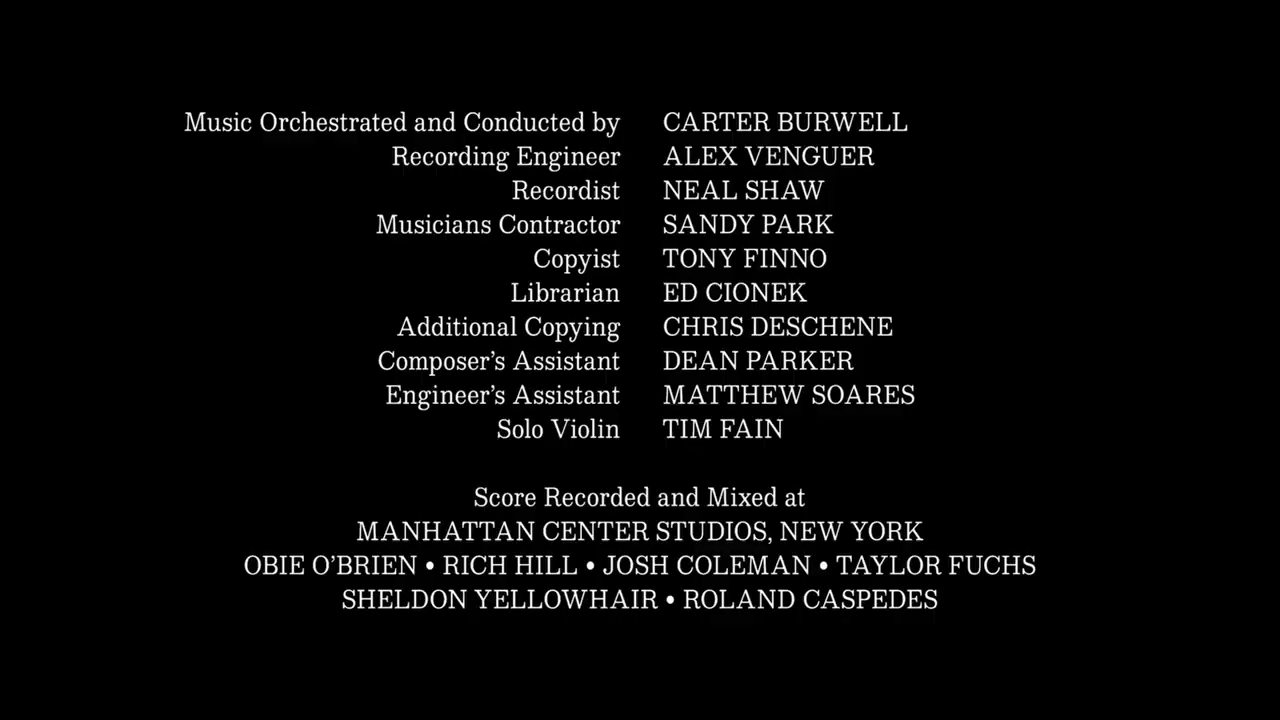 Music Orchestrated and Conducted by CARTER BURWELL
Recording Engineer ALEX VENGUER
Recordist NEAL SHAW
Musicians Contractor SANDY PARK
Copyist TONY FINNO
Librarian ED CIONEK
Additional Copying CHRIS DESCHENE
Composer’s Assistant DEAN PARKER
Engineer’s Assistant MATTHEW SOARES
Solo Violin TIM FAIN
Score Recorded and Mixed at
MANHATTAN CENTER STUDIOS, NEW YORK
OBIE O’BRIEN • RICH HILL • JOSH COLEMAN • TAYLOR FUCHS
SHELDON YELLOWHAIR • ROLAND CASPEDES